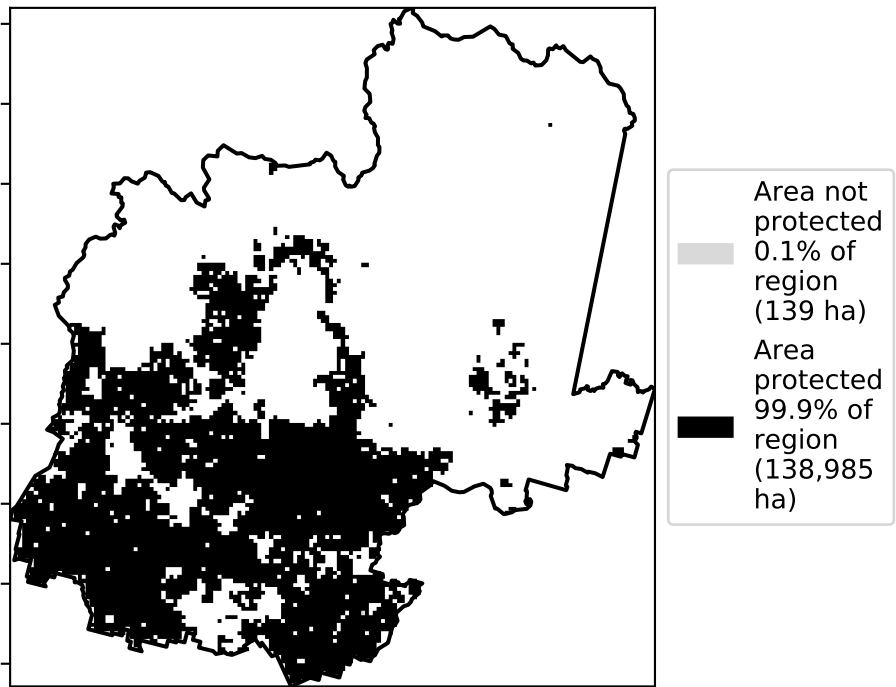 Area not
protected
0.1% of
region
(139 ha)
Area
protected
99.9% of
region
(138,985
ha)